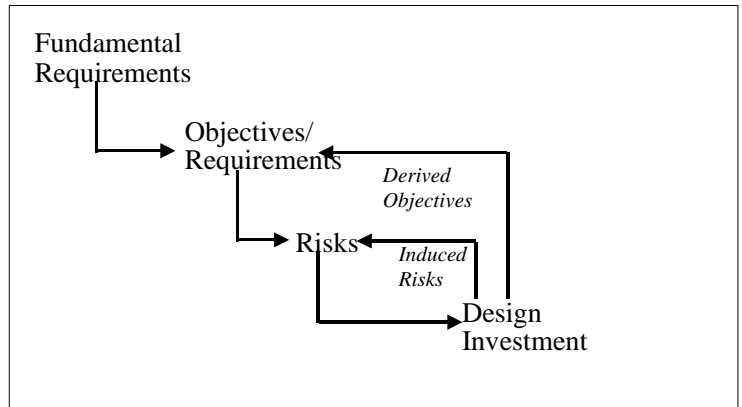 Fundamental
Requirements
Objectives/
Requirements
Derived
Objectives
Risks
Induced
Risks
Design
Investment